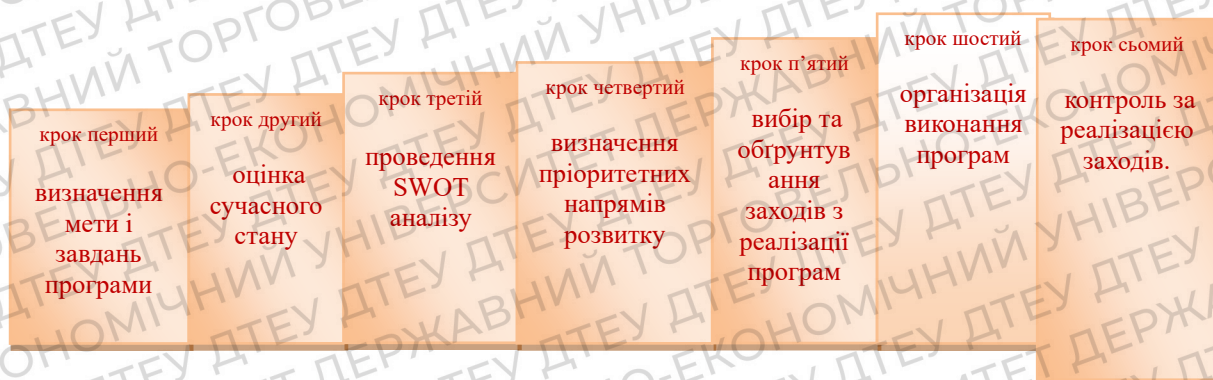 крок перший
визначення
мети і
завдань
програми
крок другий
оцінка
сучасного
стану
крок третій
проведення
SWOT
аналізу
крок четвертий
визначення
пріоритетних
напрямів
розвитку
крок п’ятий
вибір та
обґрунтув
ання
заходів з
реалізації
програм
крок шостий
організація
виконання
програм
крок сьомий
контроль за
реалізацією
заходів.